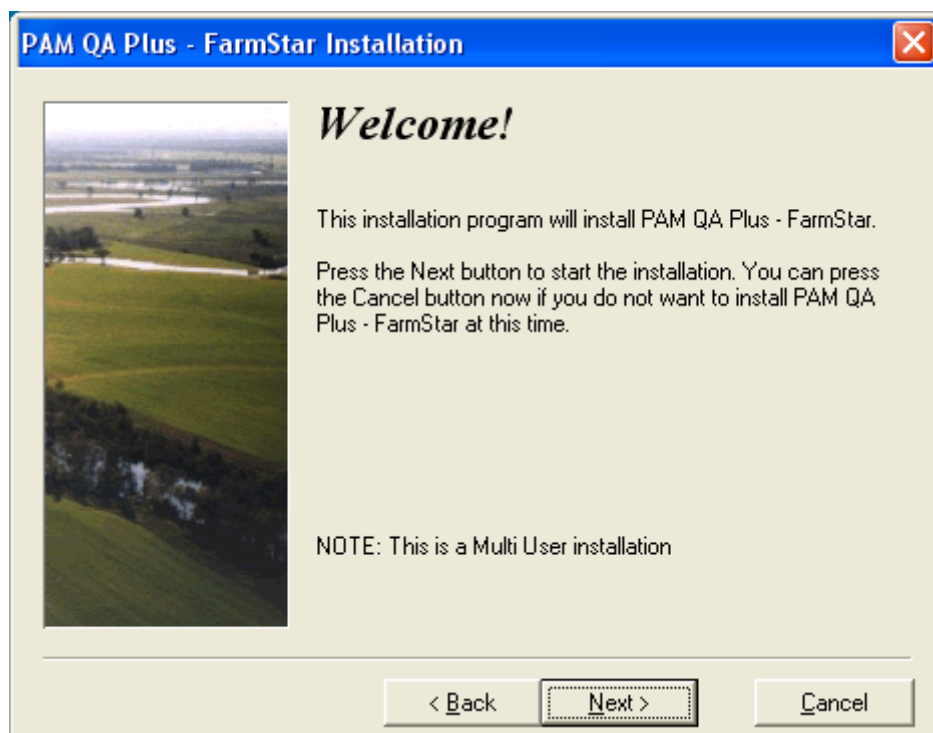 PAM QA Plus - FarmStar Installation
Welcome!
This installation program will install PAM QA Plus - FarmStar.
Press the Next button to start the installation. You can press
the Cancel button now if you do not want to install PAM QA
Plus - FarmStar at this time.
NOTE: This is a Multi User installation
< Back
Next >
Cancel